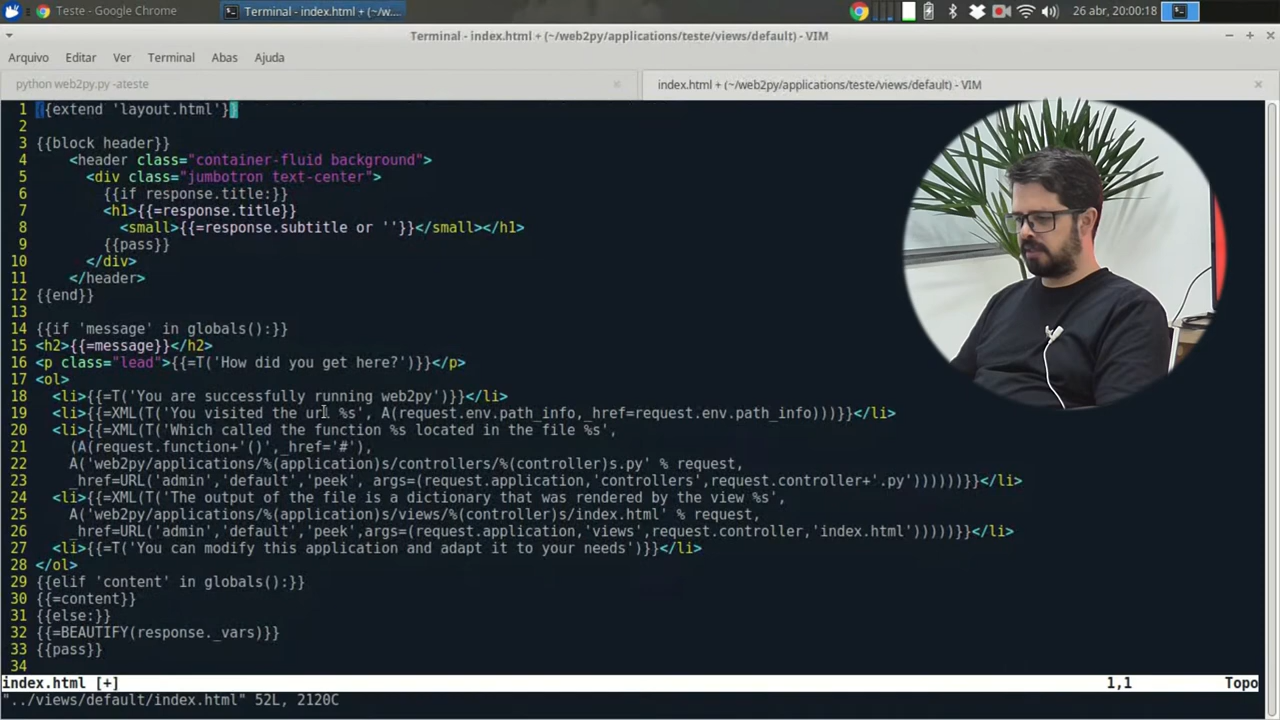 Teste - Google Chrome
Terminal - index.html + (~/w...
26 abr, 20:00:18
Terminal - index.html + (~/web2py/applications/teste/views/default) - VIM
Arquivo Editar Ver Terminal Abas Ajuda
python web2py.py -ateste
index.html + (~/web2py/applications/teste/views/default) - VIM
1 {{extend 'layout.html'}}
2
3 {{block header}}
4     <header class="container-fluid background">
5       <div class="jumbotron text-center">
6         {{if response.title:}}
7         <h1>{{=response.title}}
8           <small>{{=response.subtitle or ''}}</small></h1>
9         {{pass}}
10       </div>
11     </header>
12 {{end}}
13
14 {{if 'message' in globals():}}
15 <h2>{{=message}}</h2>
16 <p class="lead">{{=T('How did you get here?')}}</p>
17 <ol>
18   <li>{{=T('You are successfully running web2py')}}</li>
19   <li>{{=XML(T('You visited the url %s', A(request.env.path_info,_href=request.env.path_info)))}}</li>
20   <li>{{=XML(T('Which called the function %s located in the file %s',
21     (A(request.function+'()',_href='#'),
22     A('web2py/applications/%(application)s/controllers/%(controller)s.py' % request,
23     _href=URL('admin','default','peek', args=(request.application,'controllers',request.controller+'.py'))))))}}</li>
24   <li>{{=XML(T('The output of the file is a dictionary that was rendered by the view %s',
25     A('web2py/applications/%(application)s/views/%(controller)s/index.html' % request,
26     _href=URL('admin','default','peek',args=(request.application,'views',request.controller,'index.html')))))}}</li>
27   <li>{{=T('You can modify this application and adapt it to your needs')}}</li>
28 </ol>
29 {{elif 'content' in globals():}}
30 {{=content}}
31 {{else:}}
32 {{=BEAUTIFY(response._vars)}}
33 {{pass}}
34
index.html [+] 1,1 Topo
"../views/default/index.html" 52L, 2120C